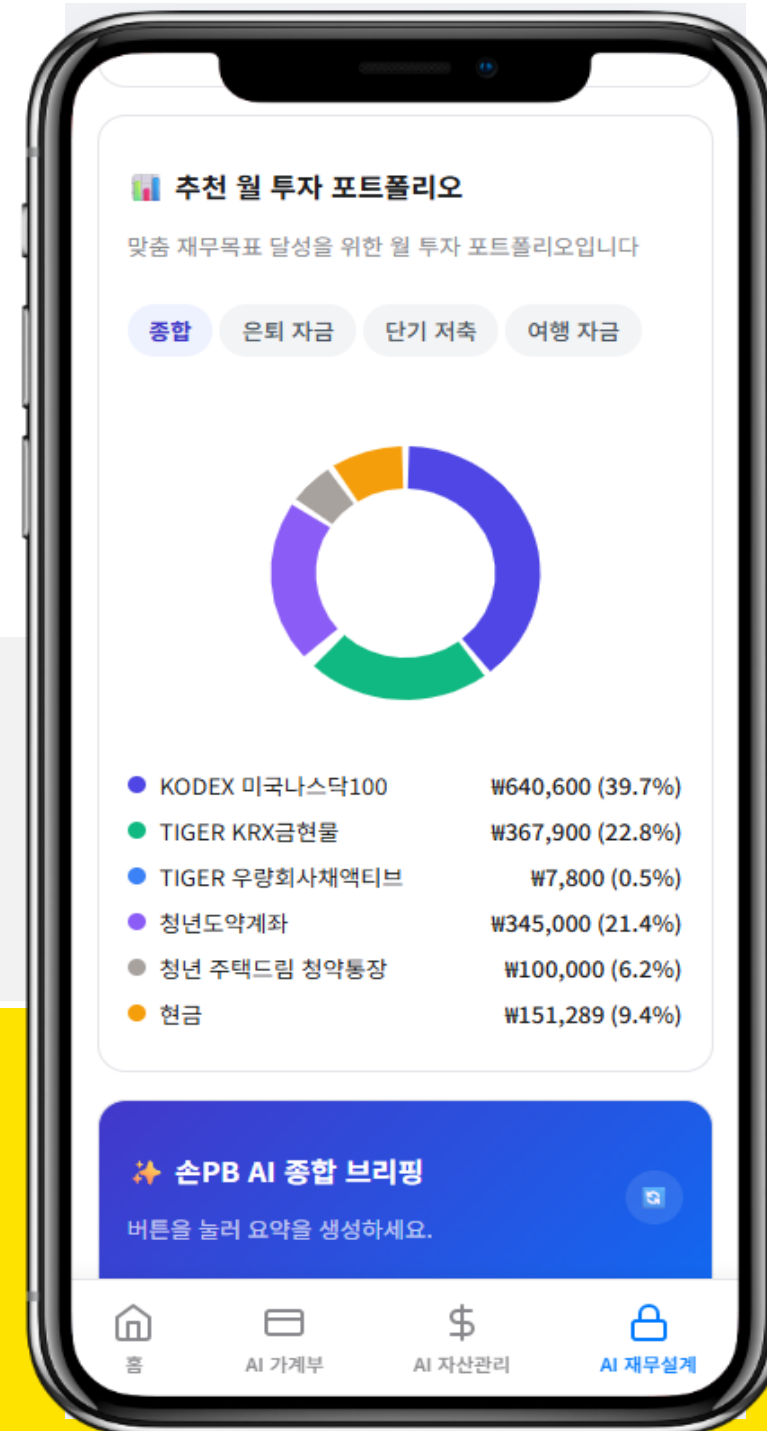 추천 월 투자 포트폴리오
맞춤 재무목표 달성을 위한 월 투자 포트폴리오입니다
종합 은퇴 자금 단기 저축 여행 자금
KODEX 미국나스닥100 ₩640,600 (39.7%)
TIGER KRX금현물 ₩367,900 (22.8%)
TIGER 우량회사채액티브 ₩7,800 (0.5%)
청년도약계좌 ₩345,000 (21.4%)
청년 주택드림 청약통장 ₩100,000 (6.2%)
현금 ₩151,289 (9.4%)
손PB AI 종합 브리핑
버튼을 눌러 요약을 생성하세요.
홈 AI 가계부 AI 자산관리 AI 재무설계